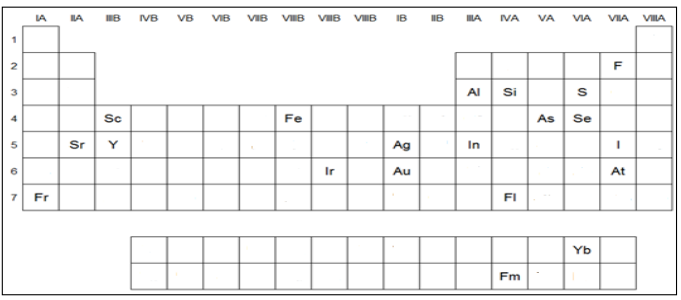 IA IIA IIIB IVB VB VIB VIIB VIIIB VIIIB VIIIB IB IIB IIIA IVA VA VIA VIIA VIIIA
1
2 F
3 Al Si S
4 Sc Fe As Se
5 Sr Y Ag In I
6 Ir Au At
7 Fr Fl
Yb
Fm